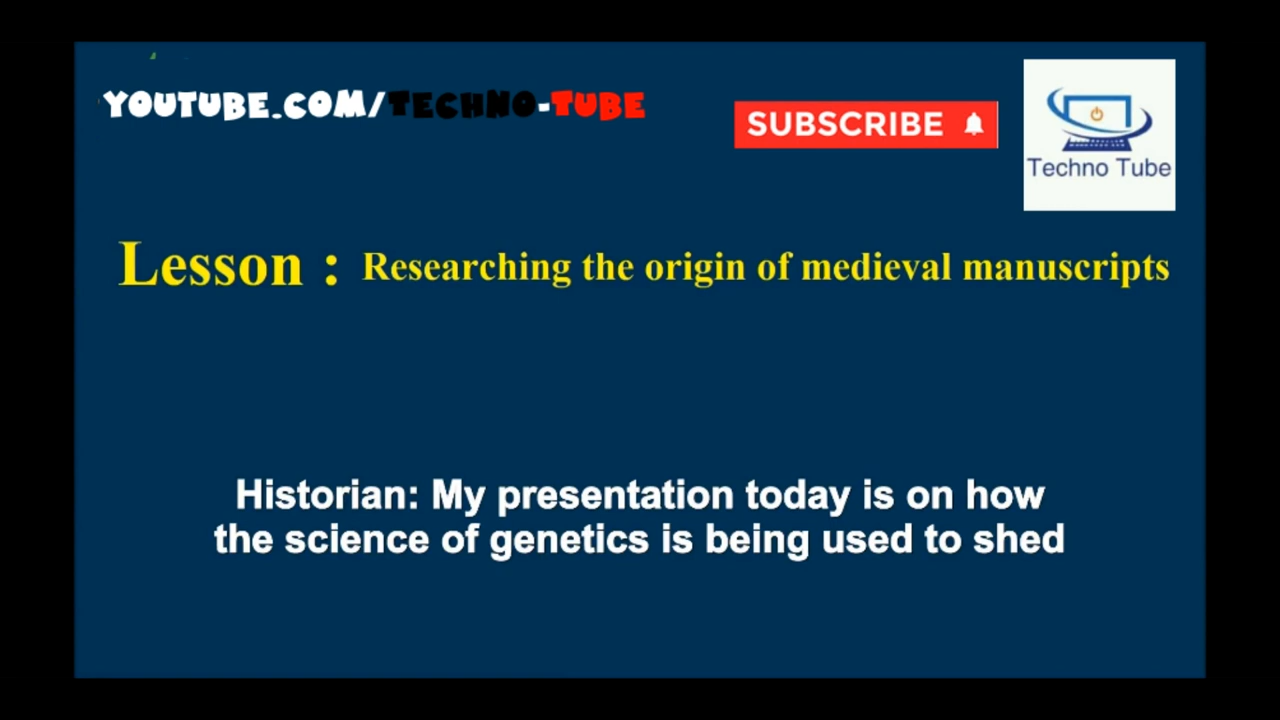 YOUTUBE.COM/TECHNO-TUBE
SUBSCRIBE
Techno Tube
Lesson : Researching the origin of medieval manuscripts
Historian: My presentation today is on how
the science of genetics is being used to shed